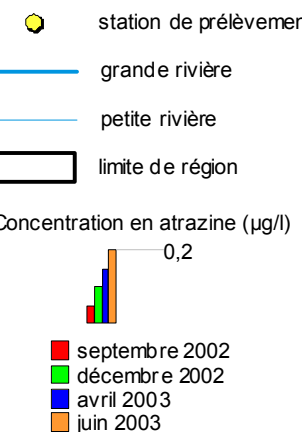 station de prélèvemen
grande rivière
petite rivière
limite de région
Concentration en atrazine (µg/l)
0,2
septembre 2002
décembre 2002
avril 2003
juin 2003